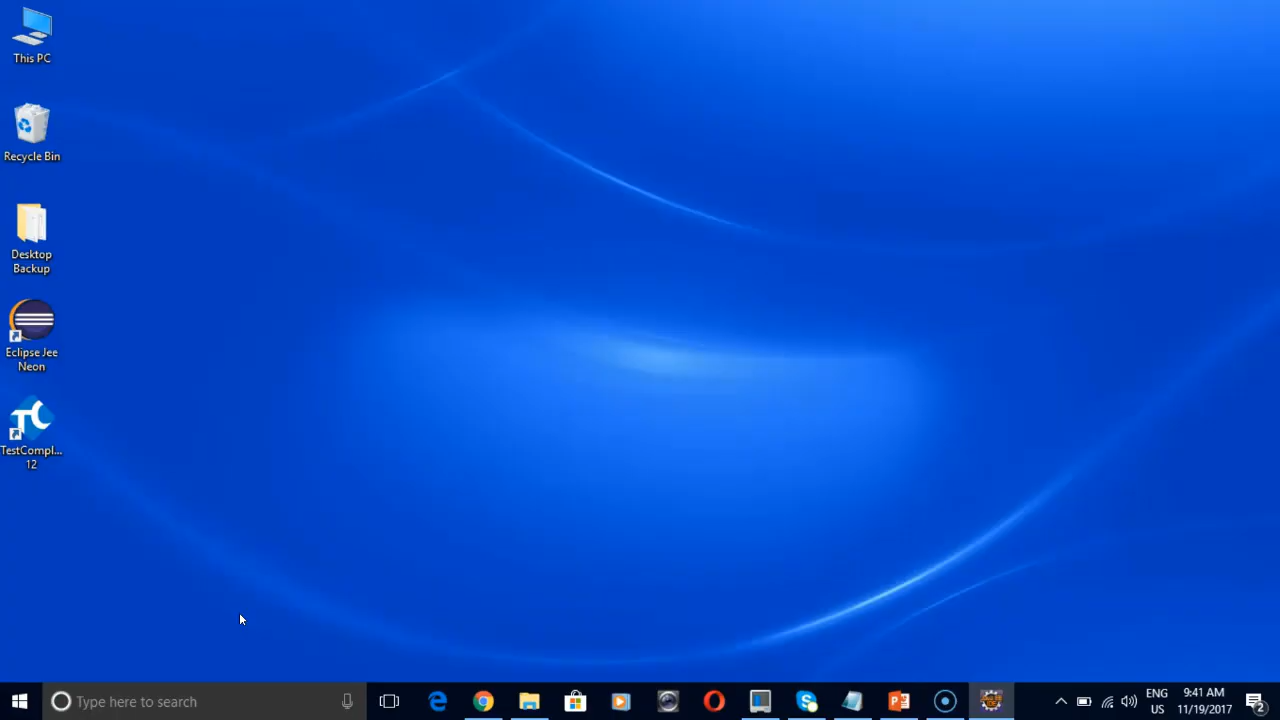 This PC
Recycle Bin
Desktop
Backup
Eclipse Jee
Neon
TC
TestCompl...
12
Type here to search
ENG
US
9:41 AM
11/19/2017
2